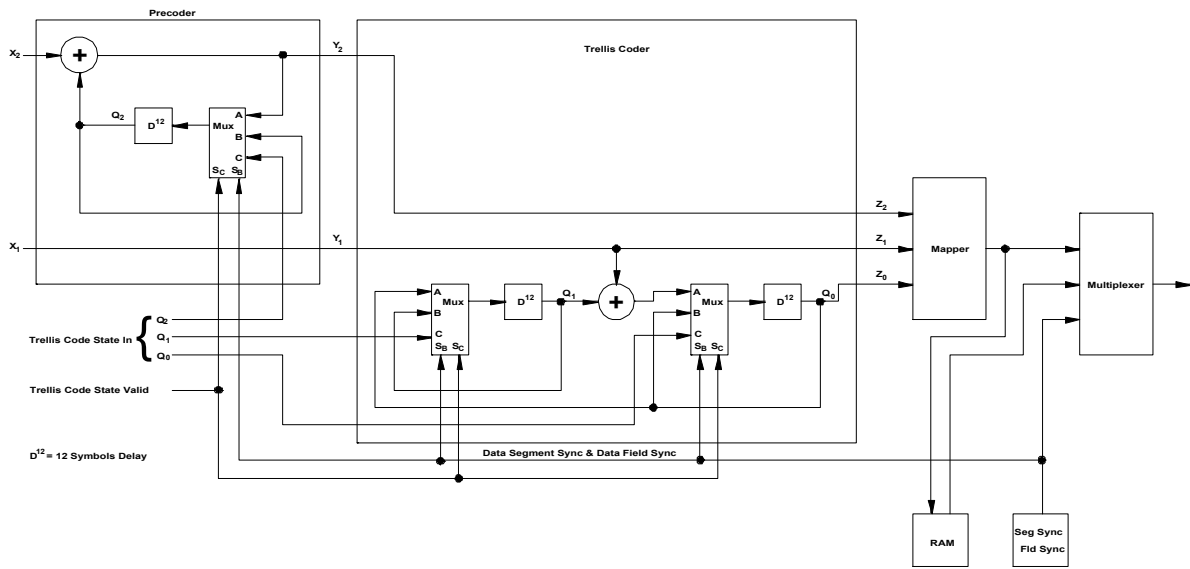 Precoder
Trellis Coder
X2
+
Y2
Q2
D12
Mux
A
B
C
SC SB
X1
Y1
Z2
Z1
Z0
Mapper
Multiplexer
A
B
C
Mux
SB SC
D12
Q1
+
A
B
C
Mux
SB SC
D12
Q0
Trellis Code State In {
Q2
Q1
Q0
Trellis Code State Valid
D12 = 12 Symbols Delay
Data Segment Sync & Data Field Sync
RAM
Seg Sync
Fld Sync